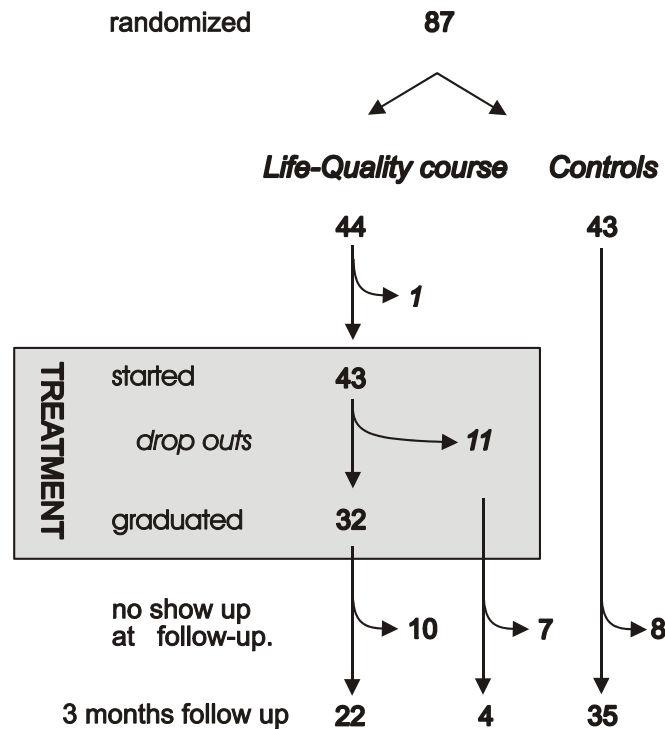 randomized 87
Life-Quality course Controls
44 43
1
TREATMENT
started 43
drop outs 11
graduated 32
no show up
at follow-up. 10 7 8
3 months follow up 22 4 35